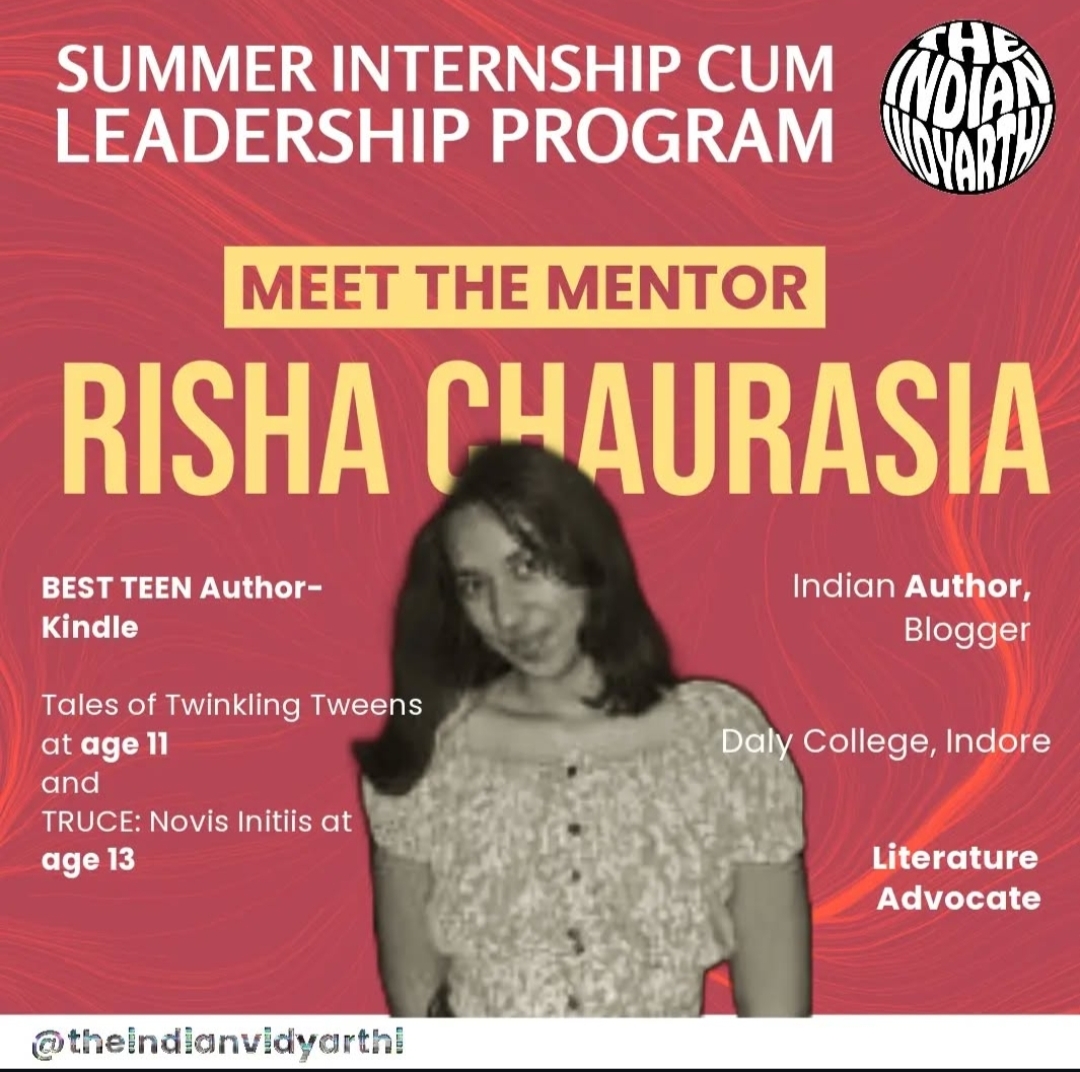 SUMMER INTERNSHIP CUM
LEADERSHIP PROGRAM
THE
INDIAN
VIDYARTHI
MEET THE MENTOR
RISHA CHAURASIA
BEST TEEN Author-
Kindle
Tales of Twinkling Tweens
at age 11
and
TRUCE: Novis Initiis at
age 13
Indian Author,
Blogger
Daly College, Indore
Literature
Advocate
@theindianvidyarthi